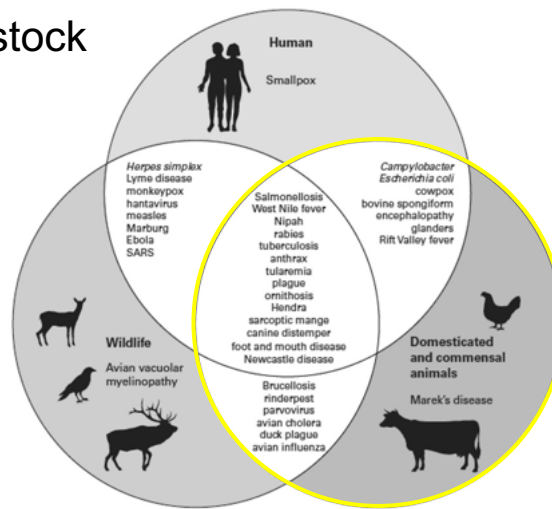 stock
Human
Smallpox
Herpes simplex
Lyme disease
monkeypox
hantavirus
measles
Marburg
Ebola
SARS
Salmonellosis
West Nile fever
Nipah
rabies
tuberculosis
anthrax
tularemia
plague
ornithosis
Hendra
sarcoptic mange
canine distemper
foot and mouth disease
Newcastle disease
Campylobacter
Escherichia coli
cowpox
bovine spongiform
encephalopathy
glanders
Rift Valley fever
Wildlife
Avian vacuolar
myelinopathy
Domesticated
and commensal
animals
Marek's disease
Brucellosis
rinderpest
parvovirus
avian cholera
duck plague
avian influenza